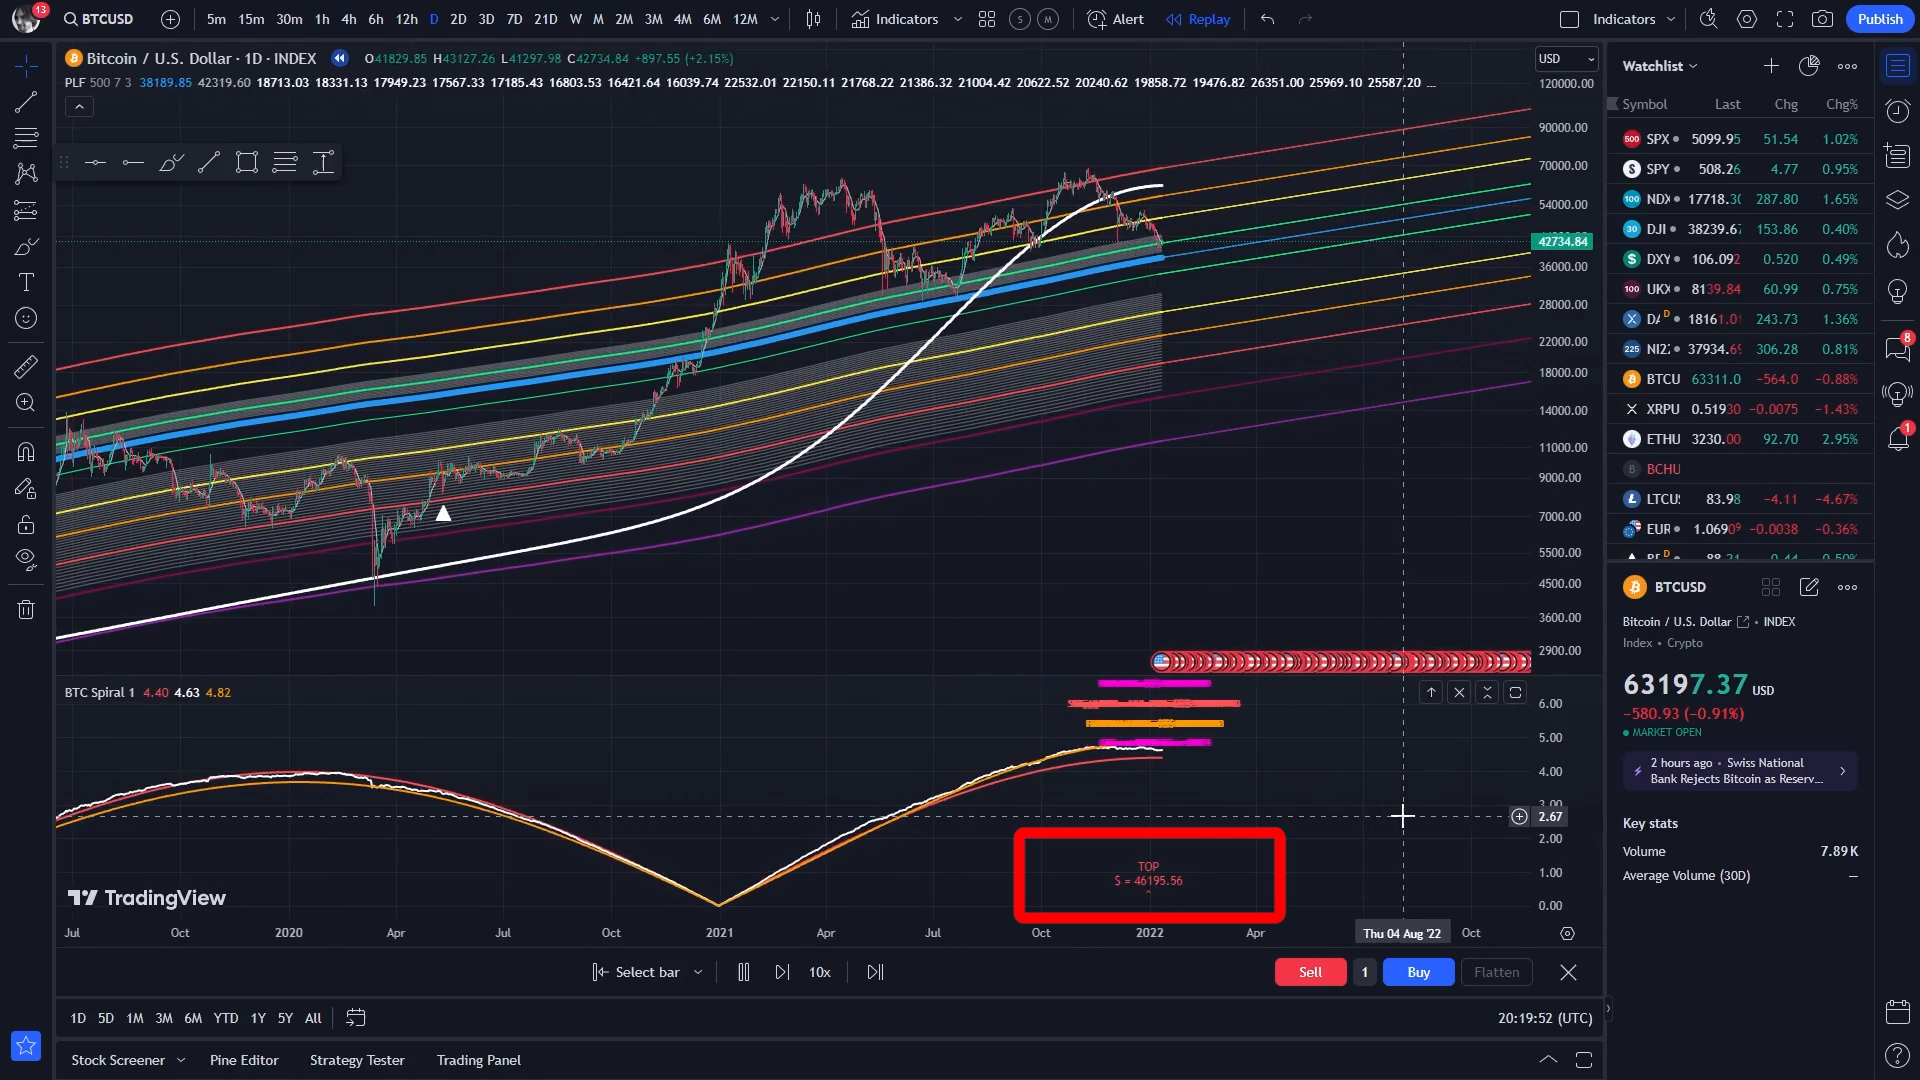 13
BTCUSD
5m 15m 30m 1h 4h 6h 12h D 2D 3D 7D 21D W M 2M 3M 4M 6M 12M
Indicators
S M
Alert
Replay
Indicators
Publish
Bitcoin / U.S. Dollar · 1D · INDEX
O41829.85 H43127.26 L41297.98 C42734.84 +897.55 (+2.15%)
PLF 500 7 3 38189.85 42319.60 18713.03 18331.13 17949.23 17567.33 17185.43 16803.53 16421.64 16039.74 22532.01 22150.11 21768.22 21386.32 21004.42 20622.52 20240.62 19858.72 19476.82 26351.00 25969.10 25587.20 ...
USD
120000.00
90000.00
70000.00
54000.00
42734.84
36000.00
28000.00
22000.00
18000.00
14000.00
11000.00
9000.00
7000.00
5500.00
4500.00
3600.00
2900.00
BTC Spiral 1 4.40 4.63 4.82
6.00
5.00
4.00
3.00
2.67
2.00
1.00
0.00
TOP
$ = 46195.56
TradingView
Jul Oct 2020 Apr Jul Oct 2021 Apr Jul Oct 2022 Apr Thu 04 Aug '22 Oct
Select bar
10x
Sell 1 Buy Flatten
1D 5D 1M 3M 6M YTD 1Y 5Y All
20:19:52 (UTC)
Stock Screener
Pine Editor
Strategy Tester
Trading Panel
Watchlist
Symbol Last Chg Chg%
500 SPX 5099.95 51.54 1.02%
S SPY 508.26 4.77 0.95%
100 NDX 17718.30 287.80 1.65%
30 DJI 38239.67 153.86 0.40%
$ DXY 106.092 0.520 0.49%
100 UKX 8139.84 60.99 0.75%
X DA D 18161.01 243.73 1.36%
225 NI22 37934.69 306.28 0.81%
BTCU 63311.0 −564.0 −0.88%
XRPU 0.51930 −0.0075 −1.43%
ETHU 3230.00 92.70 2.95%
B BCHU
LTCUS 83.98 −4.11 −4.67%
EUR 1.06909 −0.0038 −0.36%
BTCUSD
Bitcoin / U.S. Dollar • INDEX
Index • Crypto
63197.37 USD
−580.93 (−0.91%)
MARKET OPEN
2 hours ago • Swiss National
Bank Rejects Bitcoin as Reserv...
Key stats
Volume 7.89K
Average Volume (30D) —
8
1